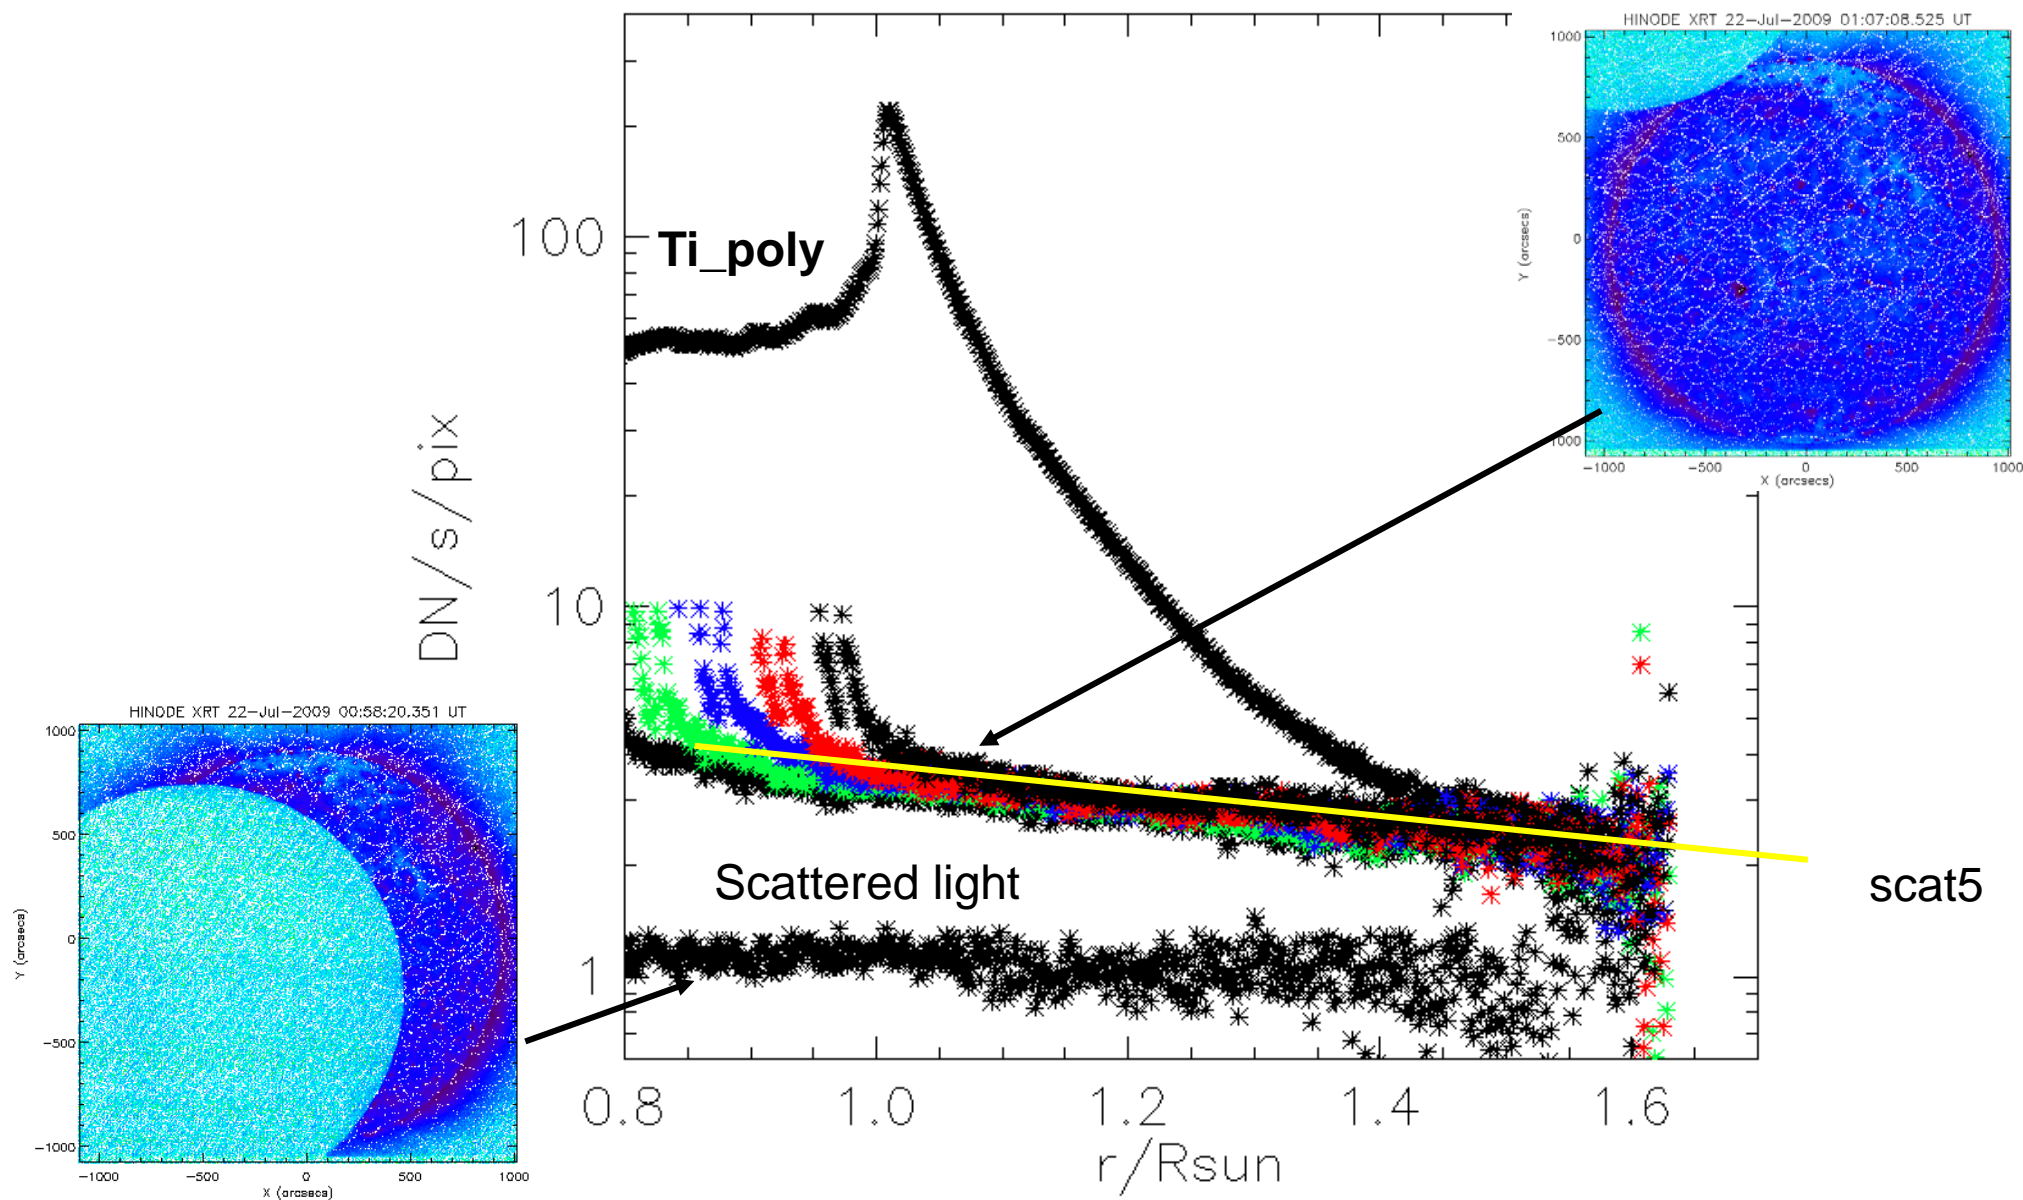 HINODE XRT 22-Jul-2009 01:07:08.525 UT
1000
500
0
-500
-1000
Y (arcsecs)
-1000 -500 0 500 1000
X (arcsecs)
100
10
1
DN/s/pix
Ti_poly
Scattered light
scat5
0.8 1.0 1.2 1.4 1.6
r/Rsun
HINODE XRT 22-Jul-2009 00:58:20.351 UT
1000
500
0
-500
-1000
Y (arcsecs)
-1000 -500 0 500 1000
X (arcsecs)